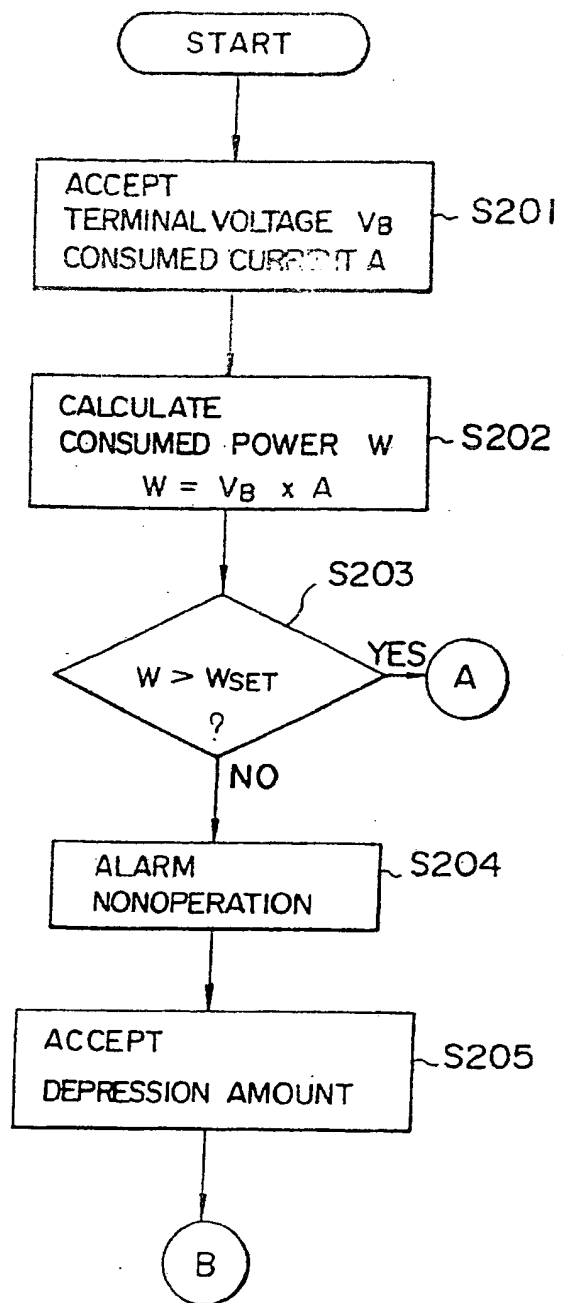 START
ACCEPT
TERMINAL VOLTAGE VB
CONSUMED CURRENT A
S201
CALCULATE
CONSUMED POWER W
W = VB x A
S202
S203
W > WSET
?
YES
A
NO
ALARM
NONOPERATION
S204
ACCEPT
DEPRESSION AMOUNT
S205
B